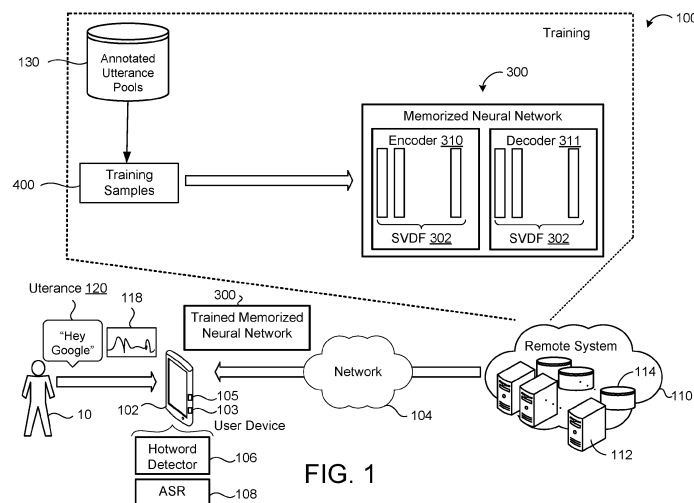 100
Training
130
Annotated
Utterance
Pools
300
Memorized Neural Network
Encoder 310
Decoder 311
400
Training
Samples
SVDF 302
SVDF 302
Uterance 120
118
300
"Hey
Google"
Trained Memorized
Neural Network
Remote System
Network
114
105
103
102
10
User Device
104
110
112
Hotword
Detector
106
FIG. 1
ASR
108